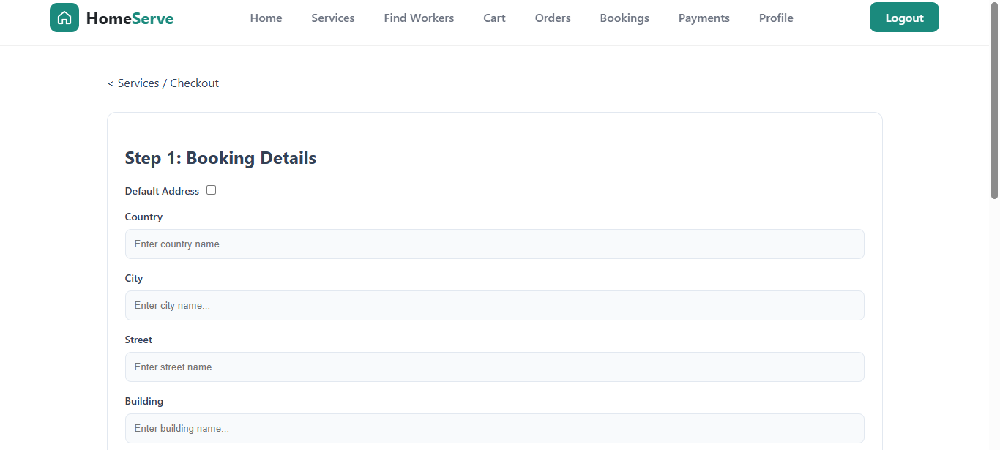 HomeServe Home Services Find Workers Cart Orders Bookings Payments Profile Logout
< Services / Checkout
Step 1: Booking Details
Default Address
Country
Enter country name...
City
Enter city name...
Street
Enter street name...
Building
Enter building name...